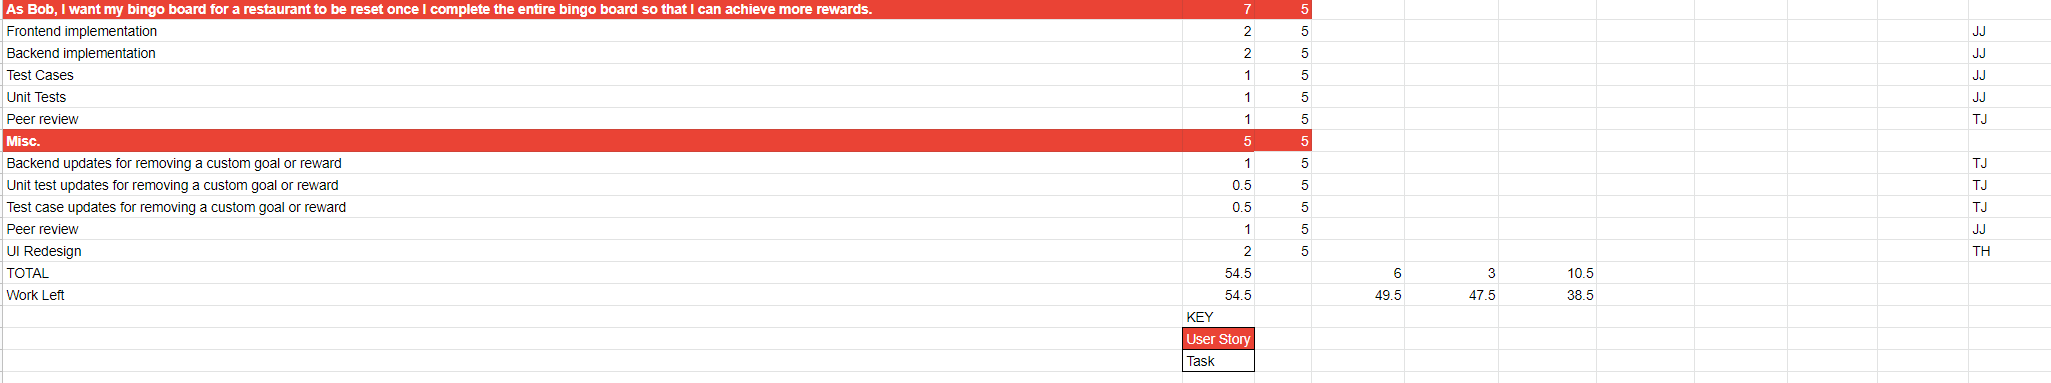 As Bob, I want my bingo board for a restaurant to be reset once I complete the entire bingo board so that I can achieve more rewards. 7 5
Frontend implementation 2 5 JJ
Backend implementation 2 5 JJ
Test Cases 1 5 JJ
Unit Tests 1 5 JJ
Peer review 1 5 TJ
Misc. 5 5
Backend updates for removing a custom goal or reward 1 5 TJ
Unit test updates for removing a custom goal or reward 0.5 5 TJ
Test case updates for removing a custom goal or reward 0.5 5 TJ
Peer review 1 5 JJ
UI Redesign 2 5 TH
TOTAL 54.5 6 3 10.5
Work Left 54.5 49.5 47.5 38.5
KEY
User Story
Task